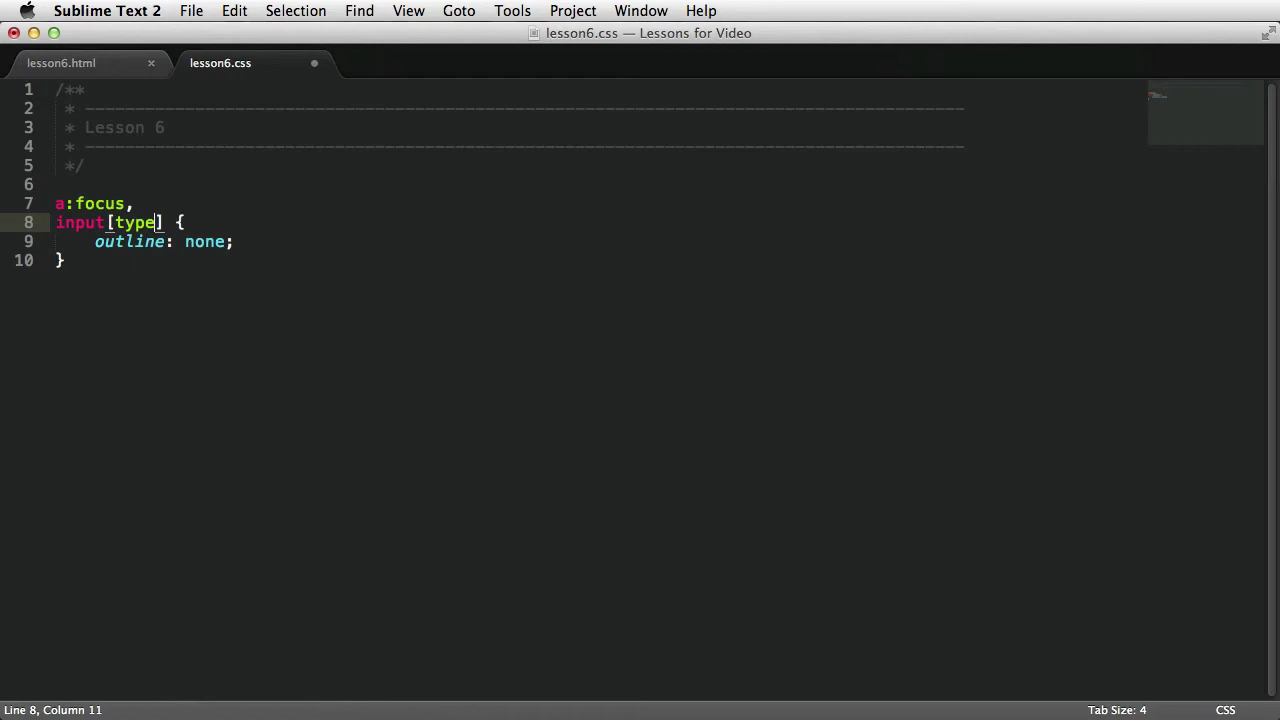 Sublime Text 2 File Edit Selection Find View Goto Tools Project Window Help
lesson6.css — Lessons for Video
lesson6.html × lesson6.css
1 /**
2 * ----------------------------------------------------------------------------------------
3 * Lesson 6
4 * ----------------------------------------------------------------------------------------
5 */
6
7 a:focus,
8 input[type] {
9 outline: none;
10 }
Line 8, Column 11 Tab Size: 4 CSS